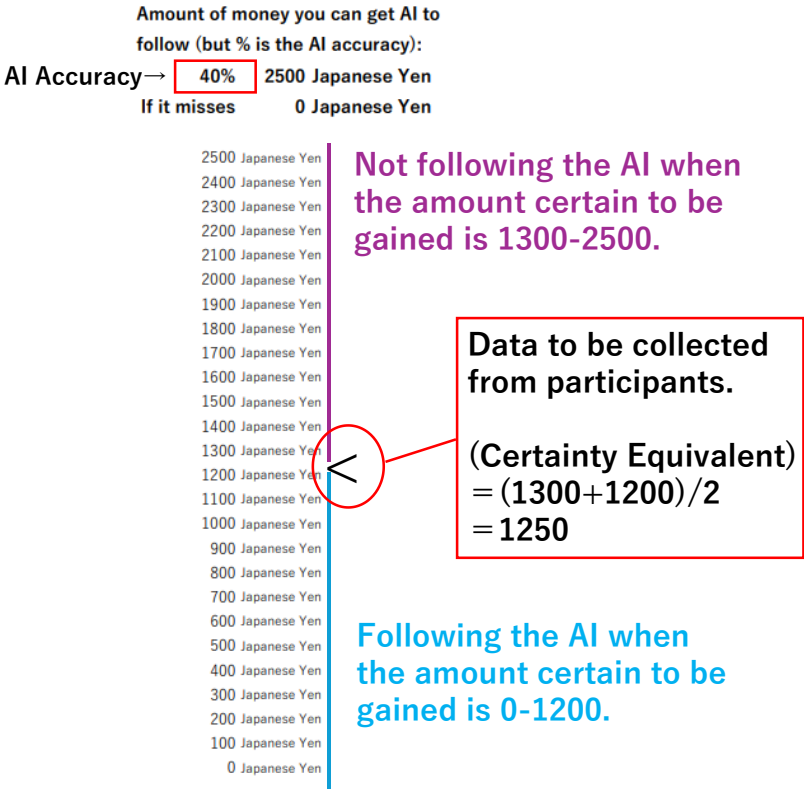 Amount of money you can get AI to
follow (but % is the AI accuracy):
AI Accuracy→ 40% 2500 Japanese Yen
If it misses 0 Japanese Yen
2500 Japanese Yen
2400 Japanese Yen
2300 Japanese Yen
2200 Japanese Yen
2100 Japanese Yen
2000 Japanese Yen
1900 Japanese Yen
1800 Japanese Yen
1700 Japanese Yen
1600 Japanese Yen
1500 Japanese Yen
1400 Japanese Yen
1300 Japanese Yen
1200 Japanese Yen
1100 Japanese Yen
1000 Japanese Yen
900 Japanese Yen
800 Japanese Yen
700 Japanese Yen
600 Japanese Yen
500 Japanese Yen
400 Japanese Yen
300 Japanese Yen
200 Japanese Yen
100 Japanese Yen
0 Japanese Yen
Not following the AI when
the amount certain to be
gained is 1300-2500.
<
Data to be collected
from participants.
(Certainty Equivalent)
=(1300+1200)/2
=1250
Following the AI when
the amount certain to be
gained is 0-1200.